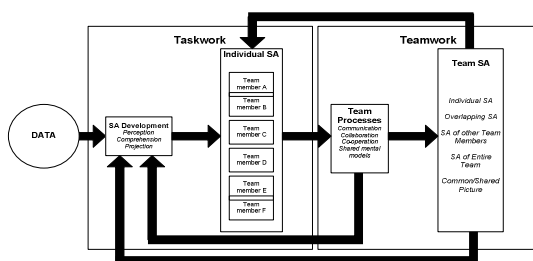 Taskwork
Teamwork
DATA
SA Development
Perception
Comprehension
Projection
Individual SA
Team
member A
Team
member B
Team
member C
Team
member D
Team
member E
Team
member F
Team
Processes
Communication
Collaboration
Cooperation
Shared mental
models
Team SA
Individual SA
Overlapping SA
SA of other Team
Members
SA of Entire
Team
Common/Shared
Picture